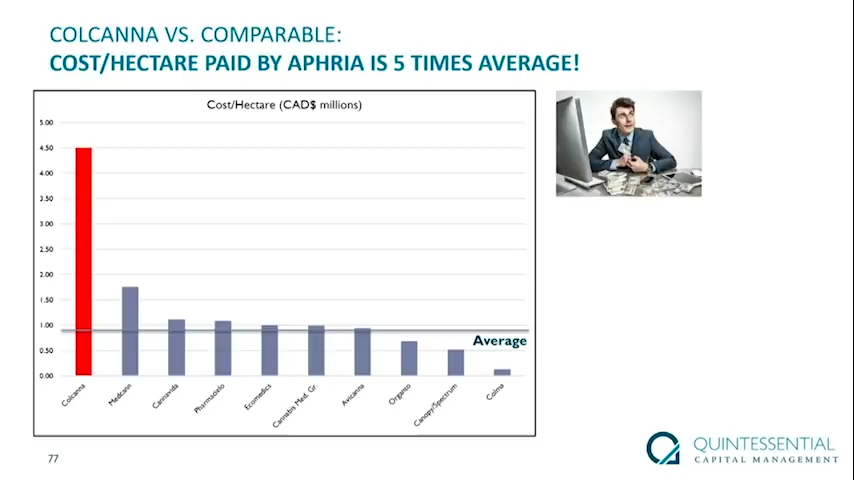 COLCANNA VS. COMPARABLE:
COST/HECTARE PAID BY APHRIA IS 5 TIMES AVERAGE!
Cost/Hectare (CAD$ millions)
5.00
4.50
4.00
3.50
3.00
2.50
2.00
1.50
1.00
0.50
0.00
Average
Colcanna
Medcann
Cannavida
Pharmacielo
Ecomedics
Cannabis Med. Gr.
Avicanna
Organto
Canopy/Spectrum
Colma
77
QUINTESSENTIAL
CAPITAL MANAGEMENT